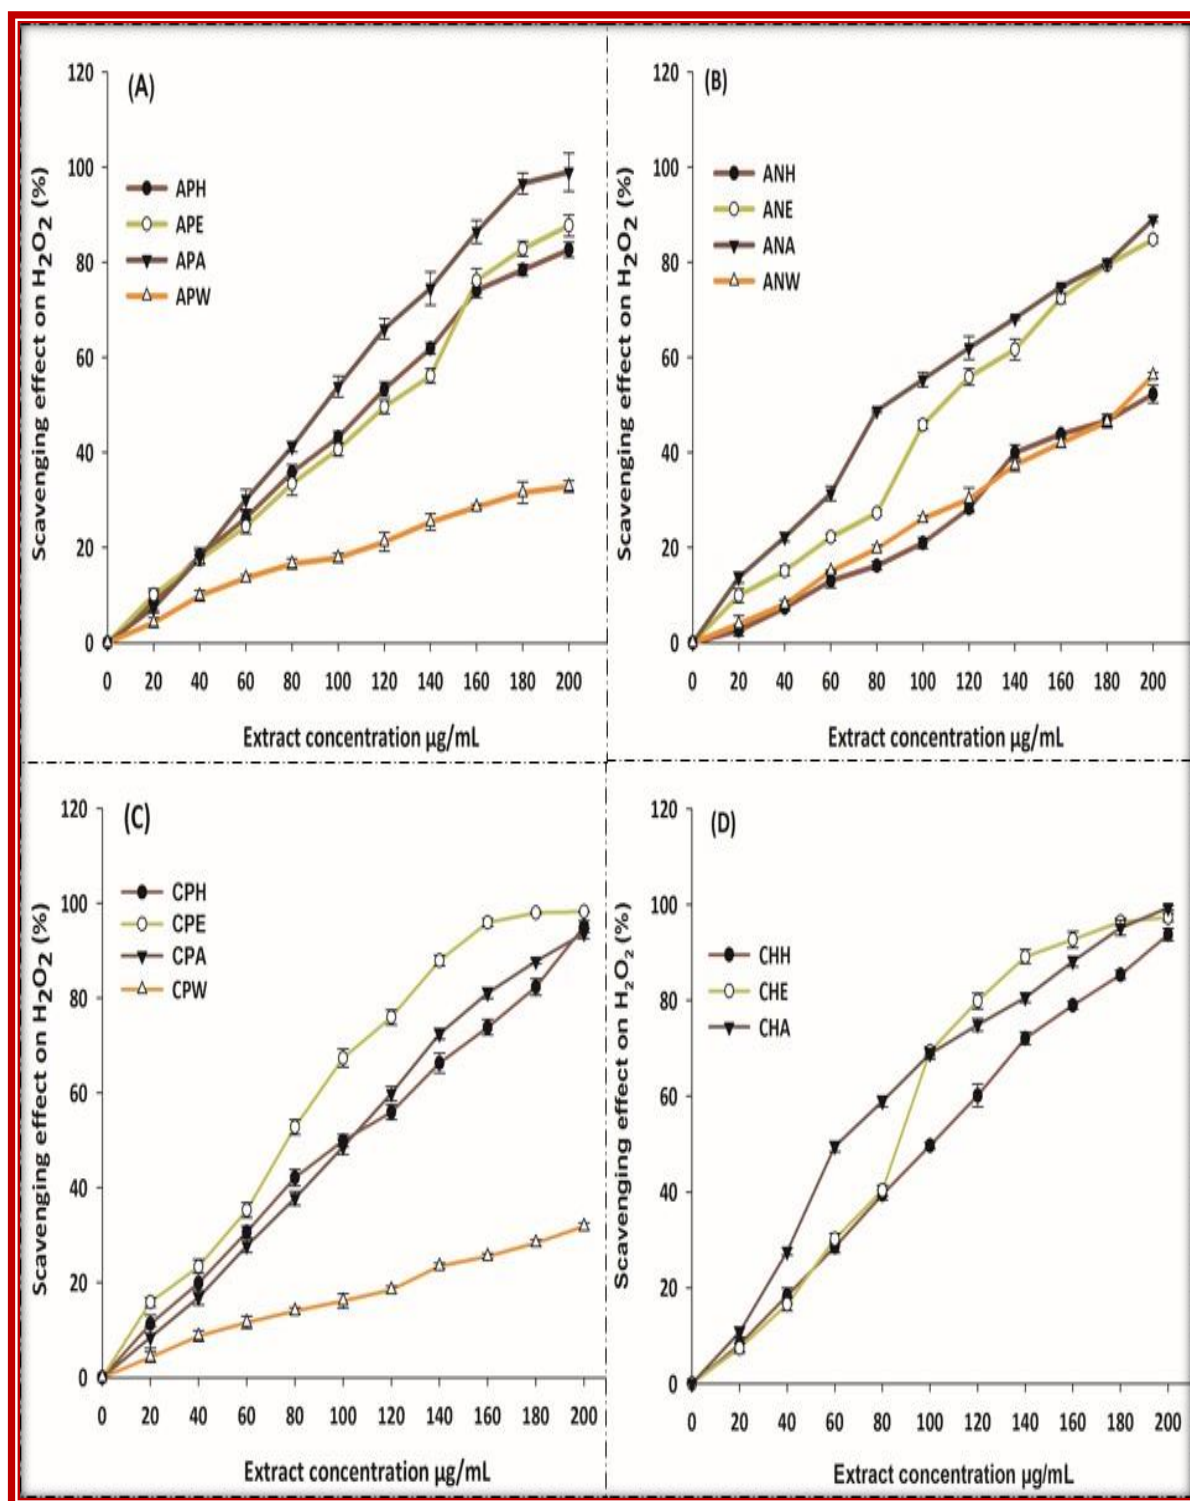 (A)
Scavenging effect on H₂O₂ (%)
120
100
80
60
40
20
0
APH
APE
APA
APW
0 20 40 60 80 100 120 140 160 180 200
Extract concentration µg/mL
(B)
Scavenging effect on H₂O₂ (%)
120
100
80
60
40
20
0
ANH
ANE
ANA
ANW
0 20 40 60 80 100 120 140 160 180 200
Extract concentration µg/mL
(C)
Scavenging effect on H₂O₂ (%)
120
100
80
60
40
20
0
CPH
CPE
CPA
CPW
0 20 40 60 80 100 120 140 160 180 200
Extract concentration µg/mL
(D)
Scavenging effect on H₂O₂ (%)
120
100
80
60
40
20
0
CHH
CHE
CHA
0 20 40 60 80 100 120 140 160 180 200
Extract concentration µg/mL